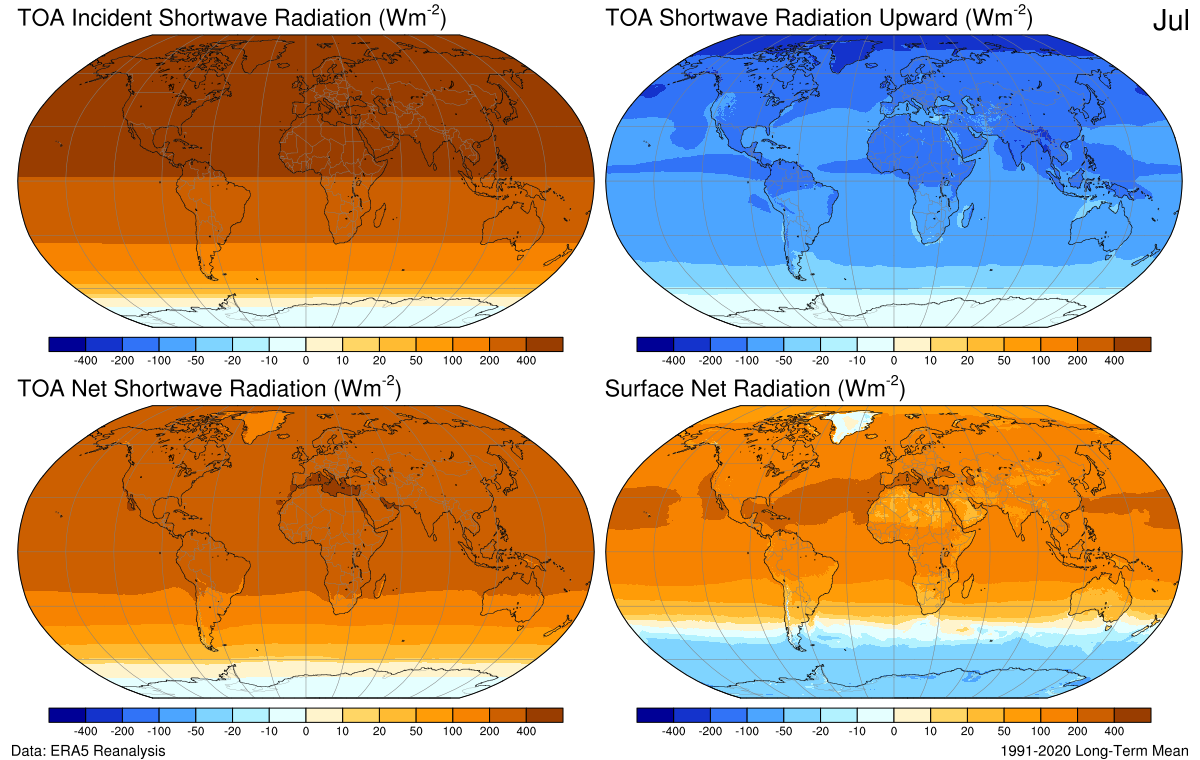 TOA Incident Shortwave Radiation (Wm-2)
TOA Shortwave Radiation Upward (Wm-2)
Jul
-400 -200 -100 -50 -20 -10 0 10 20 50 100 200 400
-400 -200 -100 -50 -20 -10 0 10 20 50 100 200 400
TOA Net Shortwave Radiation (Wm-2)
Surface Net Radiation (Wm-2)
-400 -200 -100 -50 -20 -10 0 10 20 50 100 200 400
-400 -200 -100 -50 -20 -10 0 10 20 50 100 200 400
Data: ERA5 Reanalysis
1991-2020 Long-Term Mean